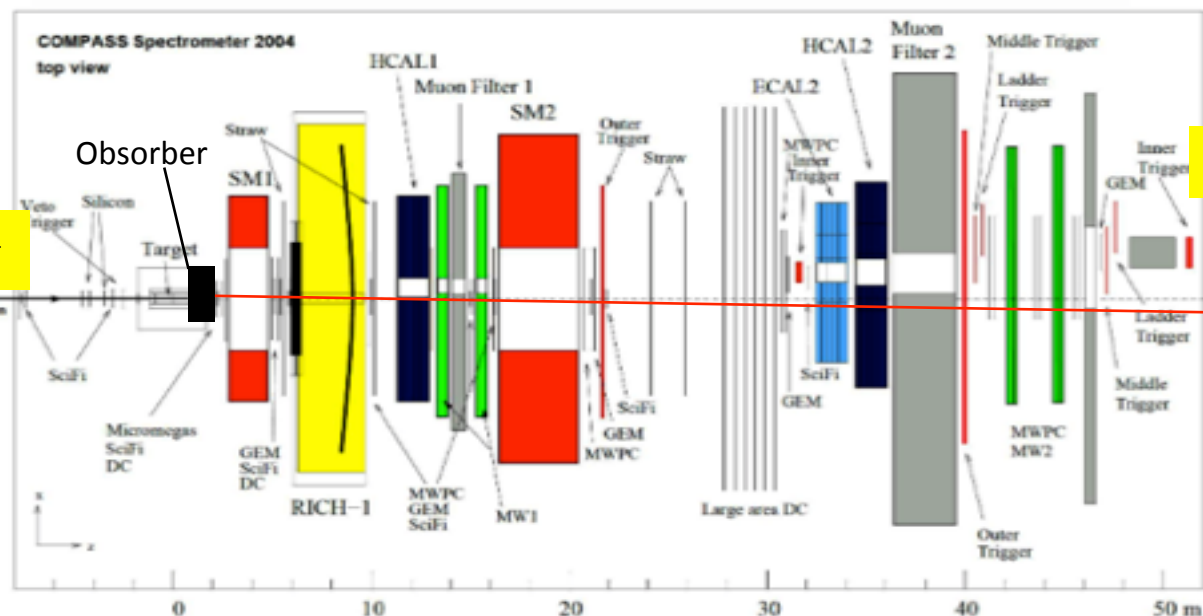 COMPASS Spectrometer 2004
top view
Obsorber
Veto
Trigger
Silicon
Target
SM1
Straw
HCAL1
Muon Filter 1
SM2
Outer
Trigger
Straw
MWPC
Inner
Trigger
ECAL2
HCAL2
Muon
Filter 2
Middle Trigger
Ladder
Trigger
GEM
Inner
Trigger
SciFi
Micromegas
SciFi
DC
GEM
SciFi
DC
RICH-1
MWPC
GEM
SciFi
MW1
MWPC
GEM
SciFi
Large area DC
GEM
SciFi
Outer
Trigger
MWPC
MW2
Middle
Trigger
Ladder
Trigger
x
z
0 10 20 30 40 50 m